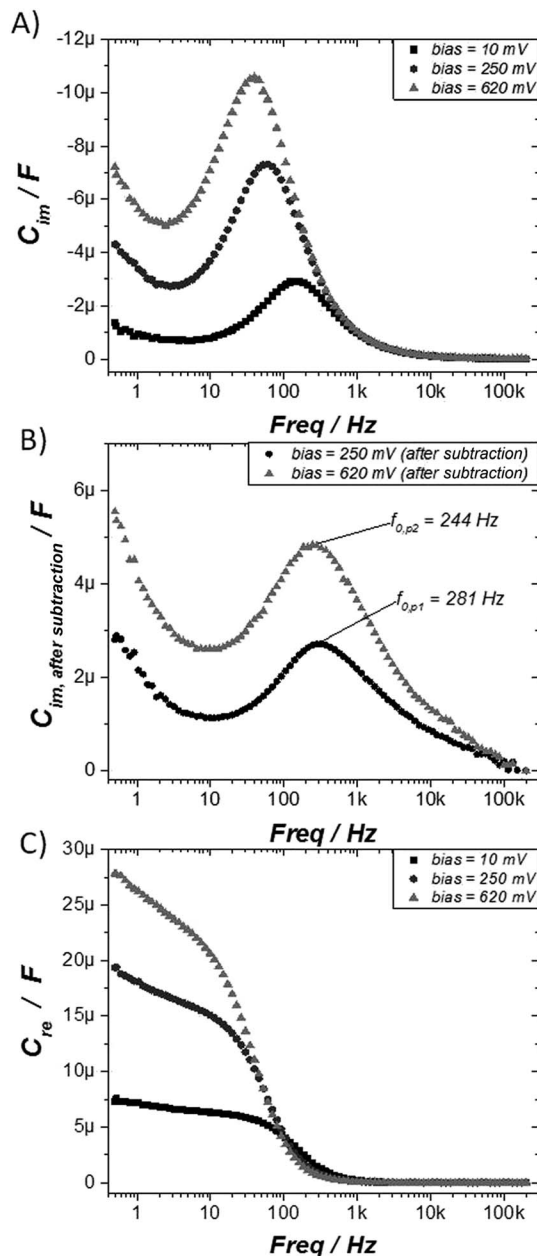 A)
-12µ
-10µ
-8µ
-6µ
-4µ
-2µ
0
C_im / F
bias = 10 mV
bias = 250 mV
bias = 620 mV
1
10
100
1k
10k
100k
Freq / Hz
B)
6µ
4µ
2µ
0
C_im, after subtraction / F
bias = 250 mV (after subtraction)
bias = 620 mV (after subtraction)
f_0,p2 = 244 Hz
f_0,p1 = 281 Hz
1
10
100
1k
10k
100k
Freq / Hz
C)
30µ
25µ
20µ
15µ
10µ
5µ
0
C_re / F
bias = 10 mV
bias = 250 mV
bias = 620 mV
1
10
100
1k
10k
100k
Freq / Hz